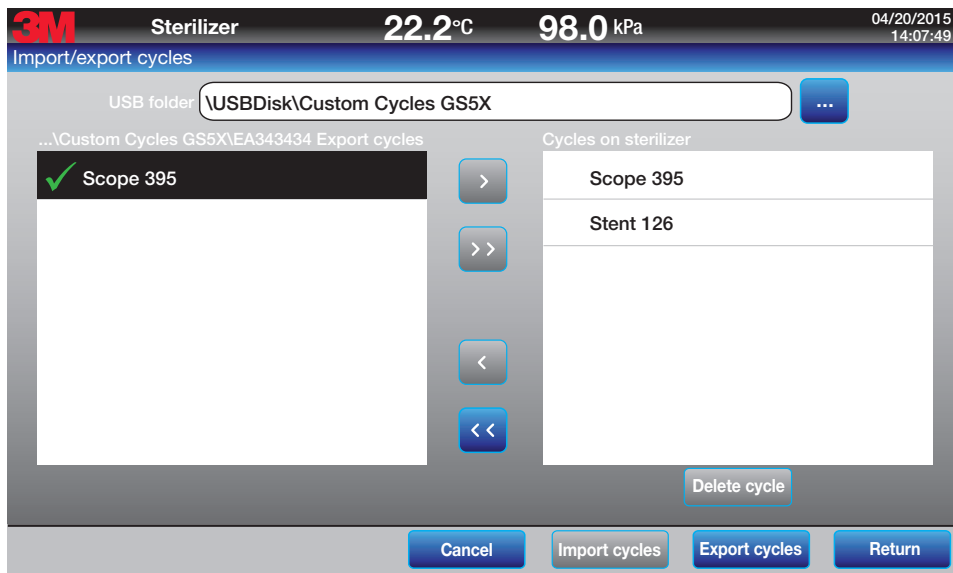 3M Sterilizer 22.2°C 98.0 kPa 04/20/2015
14:07:49
Import/export cycles
USB folder \USBDisk\Custom Cycles GS5X ...
...\Custom Cycles GS5X\EA343434 Export cycles
Cycles on sterilizer
Scope 395
>
Scope 395
Stent 126
>>
<
<<
Delete cycle
Cancel
Import cycles
Export cycles
Return